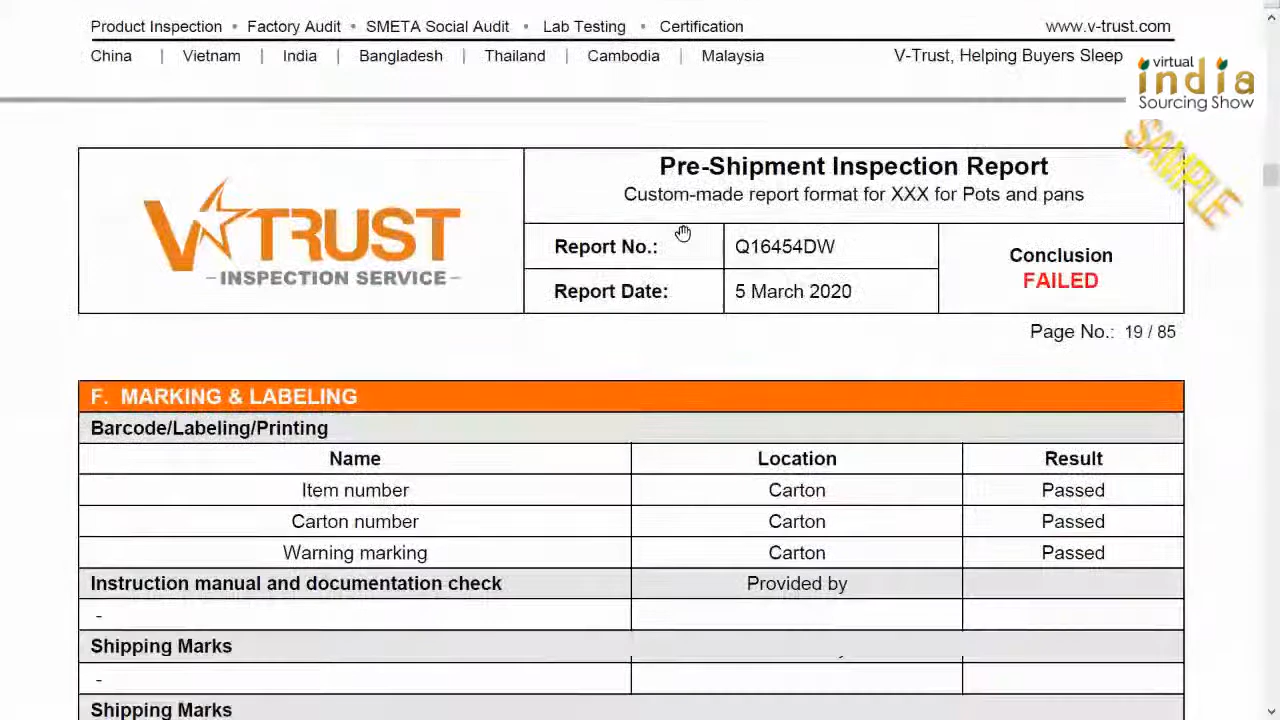 Product Inspection • Factory Audit • SMETA Social Audit • Lab Testing • Certification www.v-trust.com
China | Vietnam | India | Bangladesh | Thailand | Cambodia | Malaysia V-Trust, Helping Buyers Sleep
virtual
india
Sourcing Show
SAMPLE
V TRUST
INSPECTION SERVICE
Pre-Shipment Inspection Report
Custom-made report format for XXX for Pots and pans
Report No.: Q16454DW
Report Date: 5 March 2020
Conclusion
FAILED
Page No.: 19 / 85
F. MARKING & LABELING
Barcode/Labeling/Printing
Name Location Result
Item number Carton Passed
Carton number Carton Passed
Warning marking Carton Passed
Instruction manual and documentation check Provided by
-
Shipping Marks
-
Shipping Marks